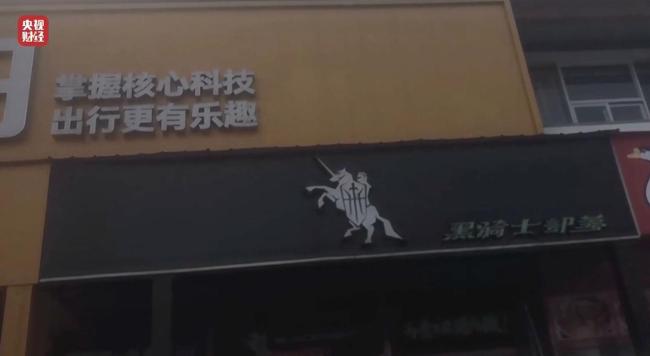 央视
财经
掌握核心科技
出行更有乐趣
黑骑士部墨